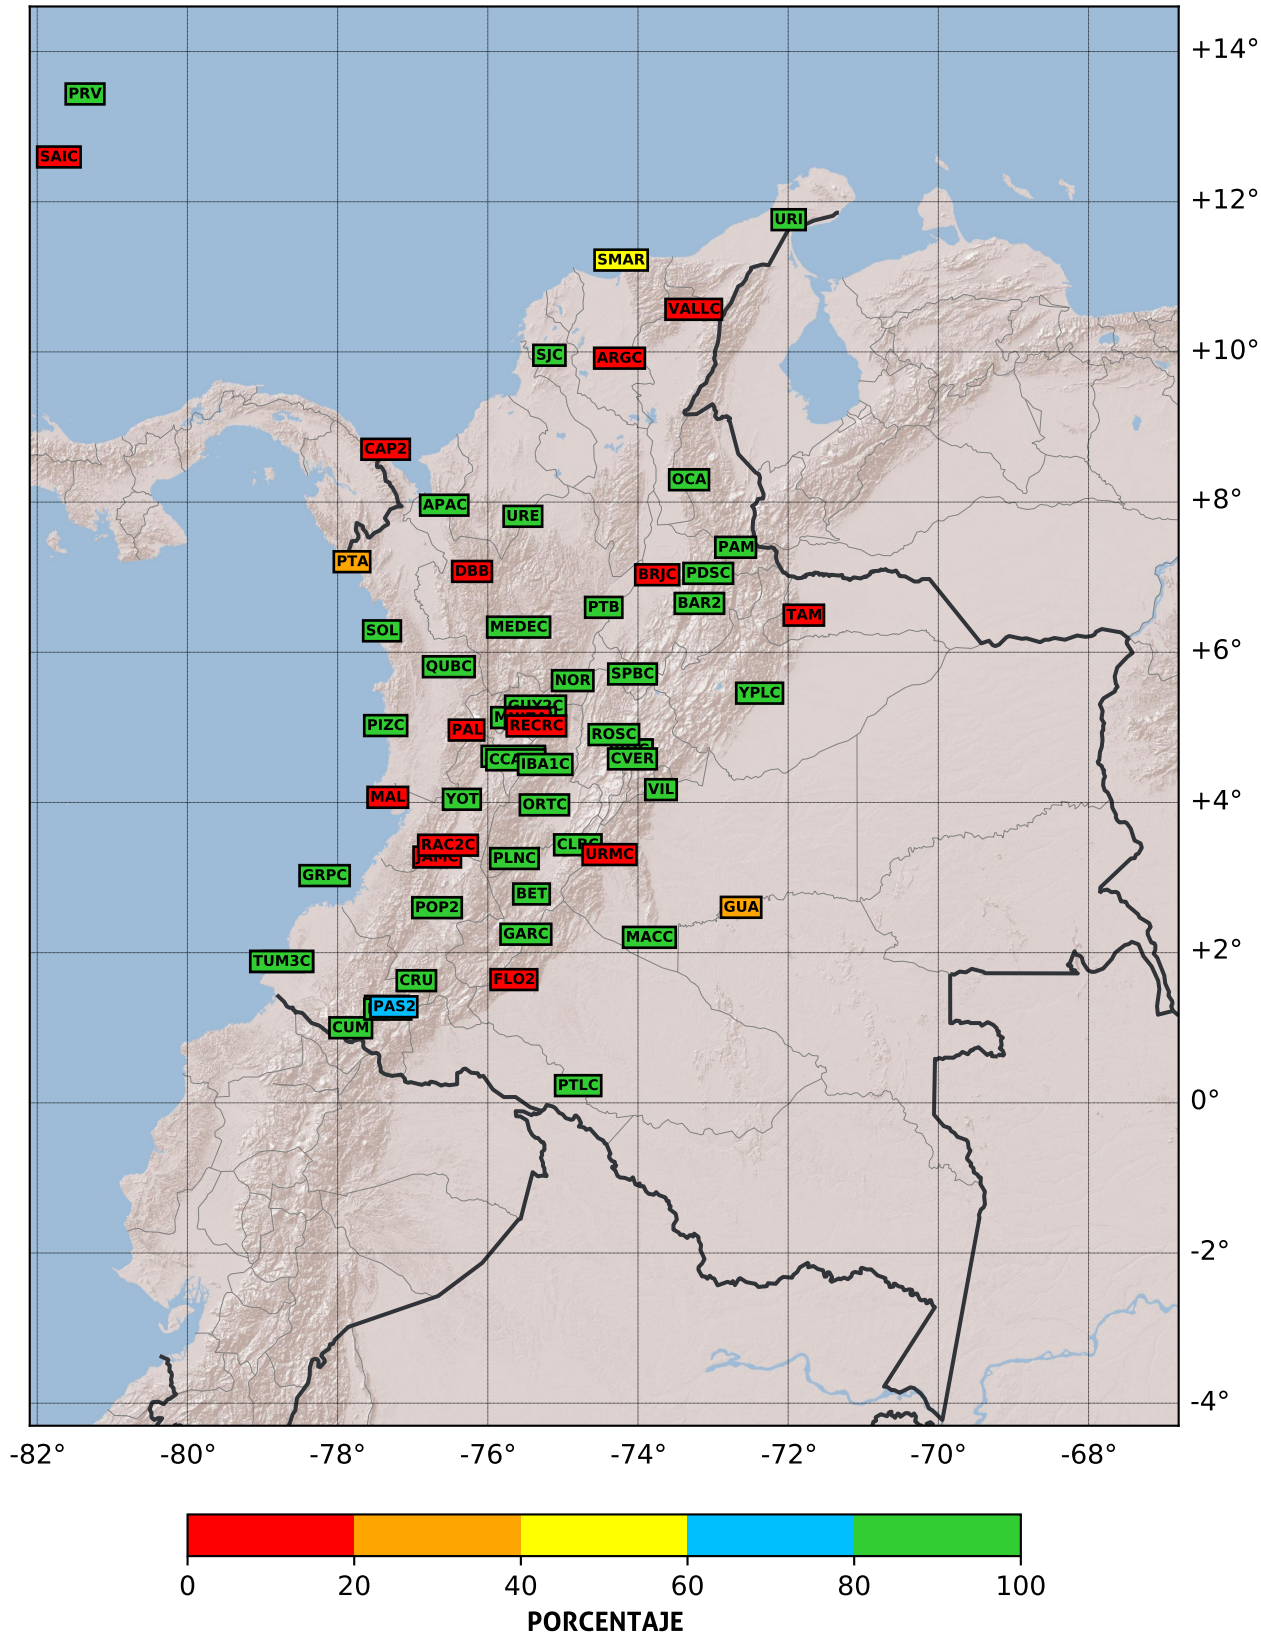 +14°
PRV
SAIC
+12°
URI
SMAR
VALLC
+10°
SJC
ARGC
CAP2
OCA
+8°
APAC
URE
PAM
PTA
DBB
BRJC
PDSC
PTB
BAR2
TAM
SOL
MEDEC
+6°
QUBC
NOR
SPBC
YPLC
GUY2C
PIZC
PAL
RECRC
ROSC
CVER
IBA1C
VIL
MAL
YOT
ORTC
+4°
RAC2C
JAMC
PLNC
CLBC
URMC
GRPC
BET
POP2
GUA
GARC
MACC
+2°
TUM3C
CRU
FLO2
PAS2
CUM
PTLC
0°
-2°
-4°
-82° -80° -78° -76° -74° -72° -70° -68°
0 20 40 60 80 100
PORCENTAJE